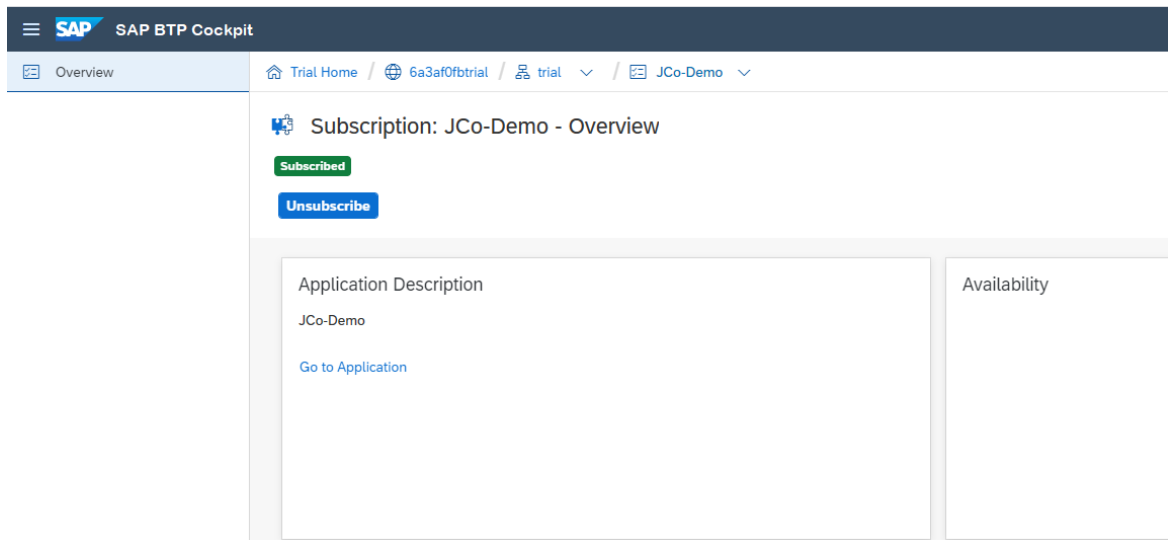 SAP SAP BTP Cockpit
Overview
Trial Home / 6a3af0fbtrial / trial / JCo-Demo
Subscription: JCo-Demo - Overview
Subscribed
Unsubscribe
Application Description
JCo-Demo
Go to Application
Availability